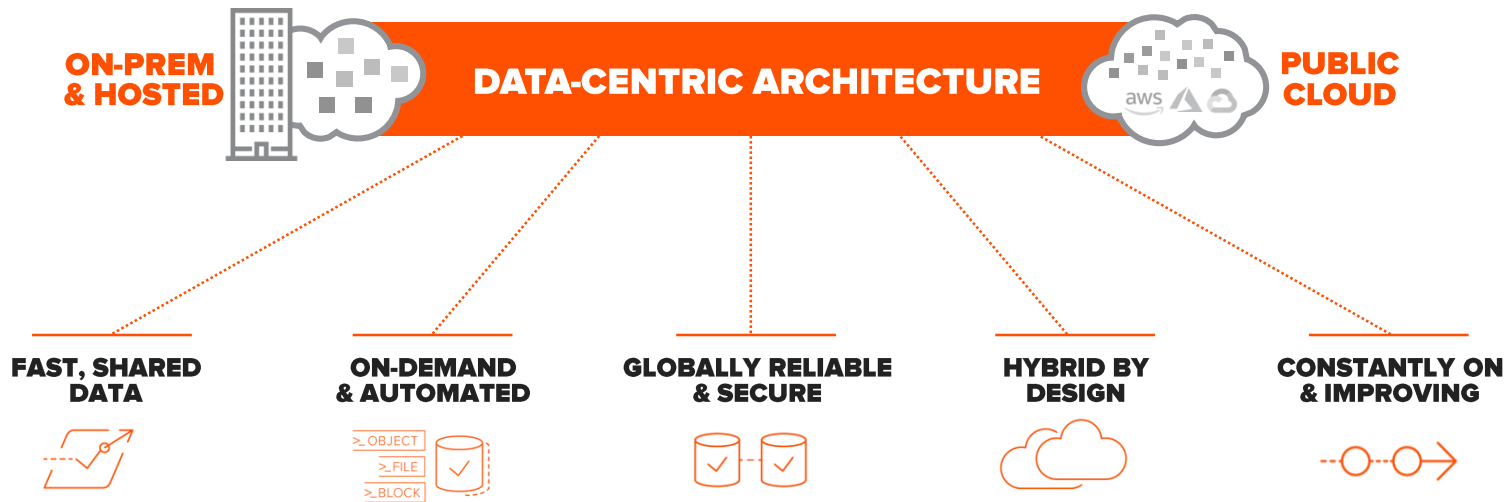 ON-PREM
& HOSTED
DATA-CENTRIC ARCHITECTURE
aws
PUBLIC
CLOUD
FAST, SHARED
DATA
ON-DEMAND
& AUTOMATED
>_OBJECT
>_FILE
>_BLOCK
GLOBALLY RELIABLE
& SECURE
HYBRID BY
DESIGN
CONSTANTLY ON
& IMPROVING